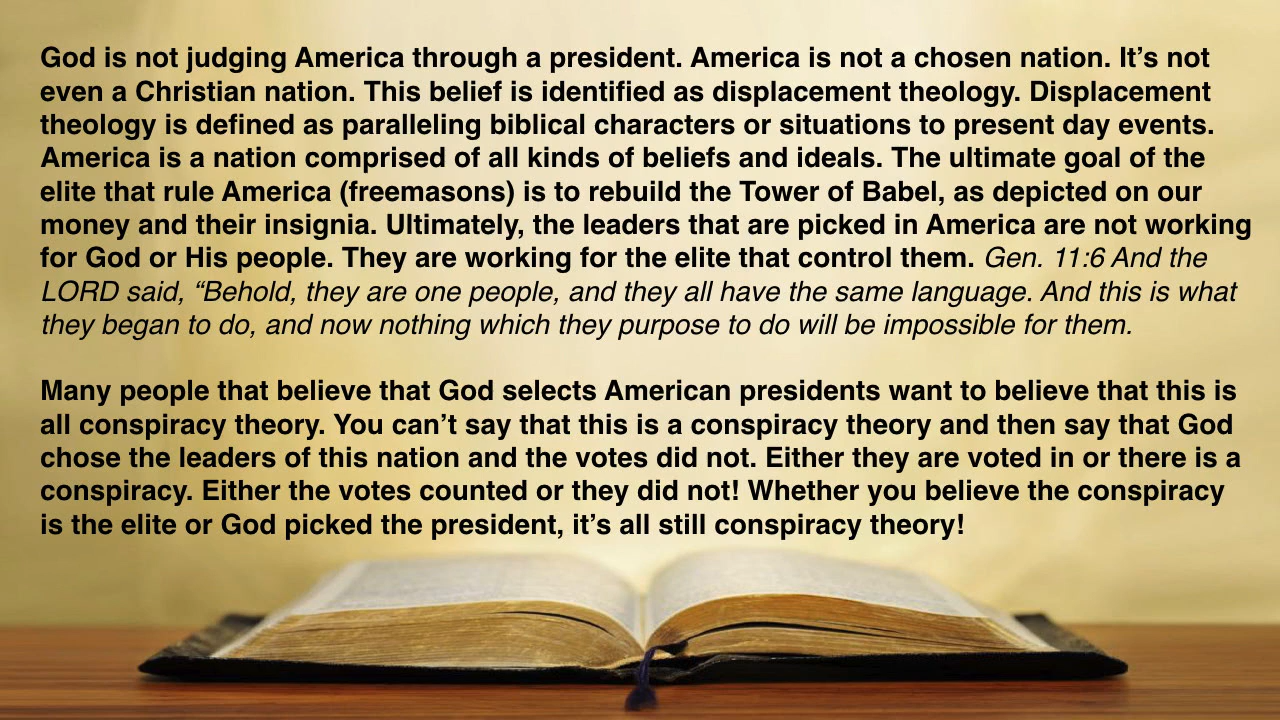 God is not judging America through a president. America is not a chosen nation. It’s not
even a Christian nation. This belief is identified as displacement theology. Displacement
theology is defined as paralleling biblical characters or situations to present day events.
America is a nation comprised of all kinds of beliefs and ideals. The ultimate goal of the
elite that rule America (freemasons) is to rebuild the Tower of Babel, as depicted on our
money and their insignia. Ultimately, the leaders that are picked in America are not working
for God or His people. They are working for the elite that control them. Gen. 11:6 And the
LORD said, “Behold, they are one people, and they all have the same language. And this is what
they began to do, and now nothing which they purpose to do will be impossible for them.
Many people that believe that God selects American presidents want to believe that this is
all conspiracy theory. You can’t say that this is a conspiracy theory and then say that God
chose the leaders of this nation and the votes did not. Either they are voted in or there is a
conspiracy. Either the votes counted or they did not! Whether you believe the conspiracy
is the elite or God picked the president, it’s all still conspiracy theory!